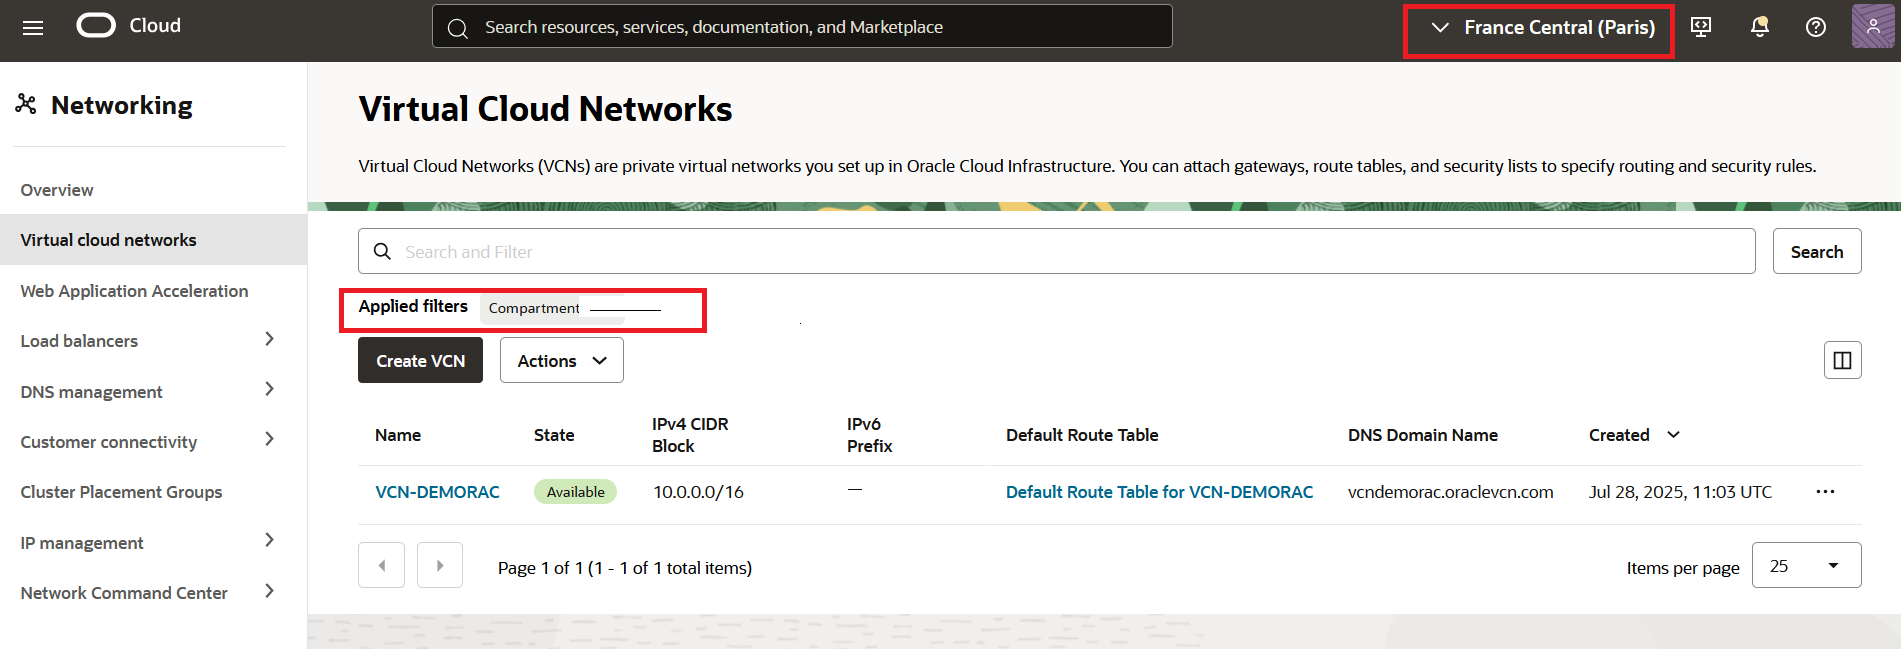 Cloud
Search resources, services, documentation, and Marketplace
France Central (Paris)
Networking
Overview
Virtual cloud networks
Web Application Acceleration
Load balancers
DNS management
Customer connectivity
Cluster Placement Groups
IP management
Network Command Center
Virtual Cloud Networks
Virtual Cloud Networks (VCNs) are private virtual networks you set up in Oracle Cloud Infrastructure. You can attach gateways, route tables, and security lists to specify routing and security rules.
Search and Filter
Search
Applied filters Compartment
Create VCN Actions
Name State IPv4 CIDR Block IPv6 Prefix Default Route Table DNS Domain Name Created
VCN-DEMORAC Available 10.0.0.0/16 — Default Route Table for VCN-DEMORAC vcndemorac.oraclevcn.com Jul 28, 2025, 11:03 UTC
Page 1 of 1 (1 - 1 of 1 total items)
Items per page 25